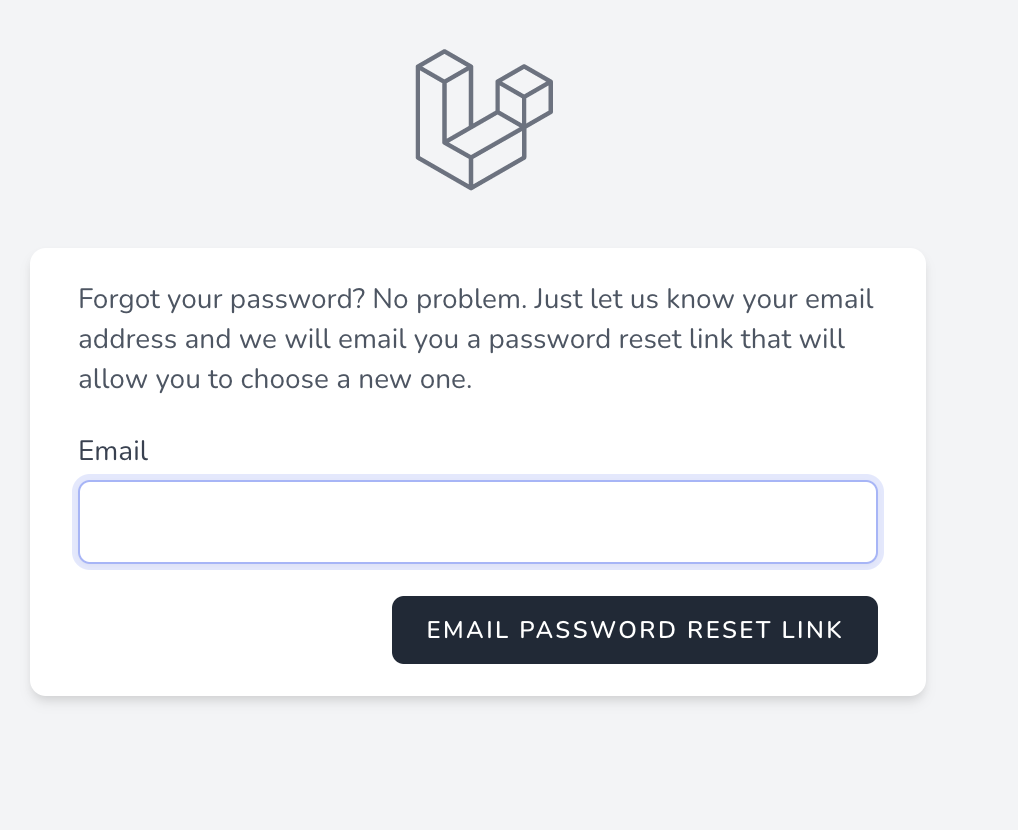 Forgot your password? No problem. Just let us know your email
address and we will email you a password reset link that will
allow you to choose a new one.
Email
EMAIL PASSWORD RESET LINK